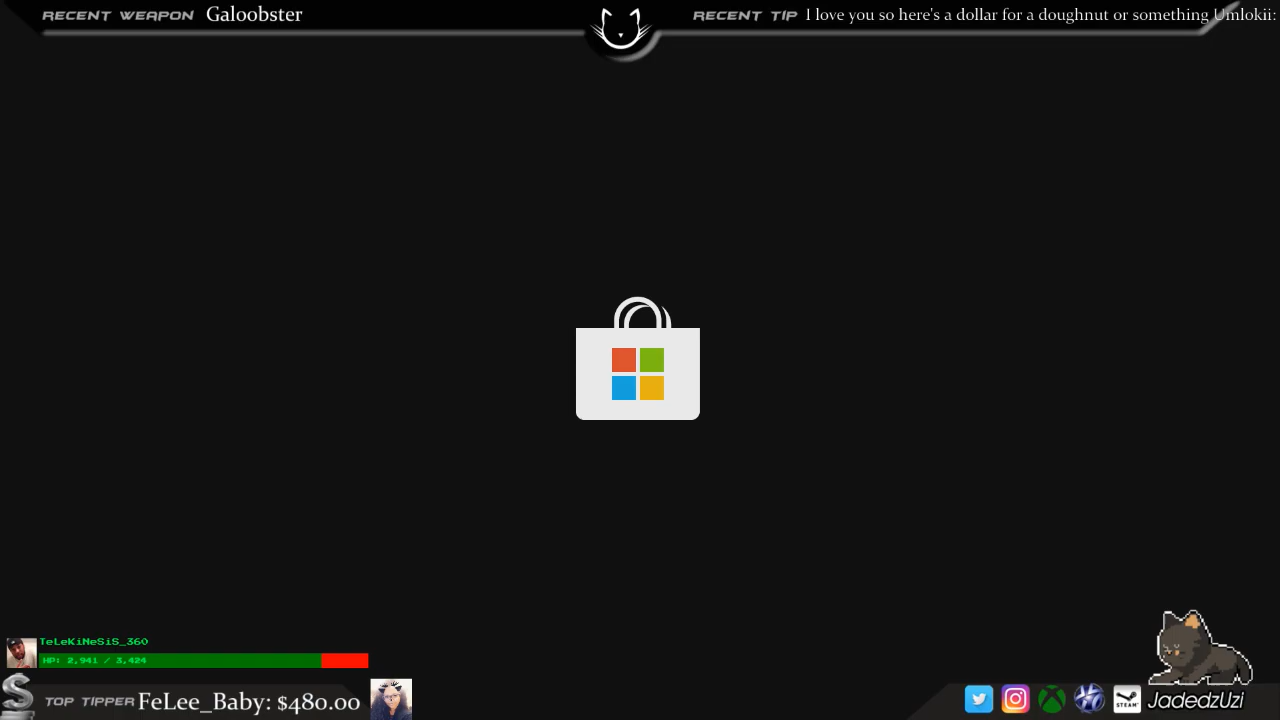 RECENT WEAPON Galoobster
RECENT TIP I love you so here's a dollar for a doughnut or something Umlokii:
TeLeKiNeSiS_360
HP: 2,941 / 3,424
TOP TIPPER FeLee_Baby: $480.00
STEAM
JadedzUzi